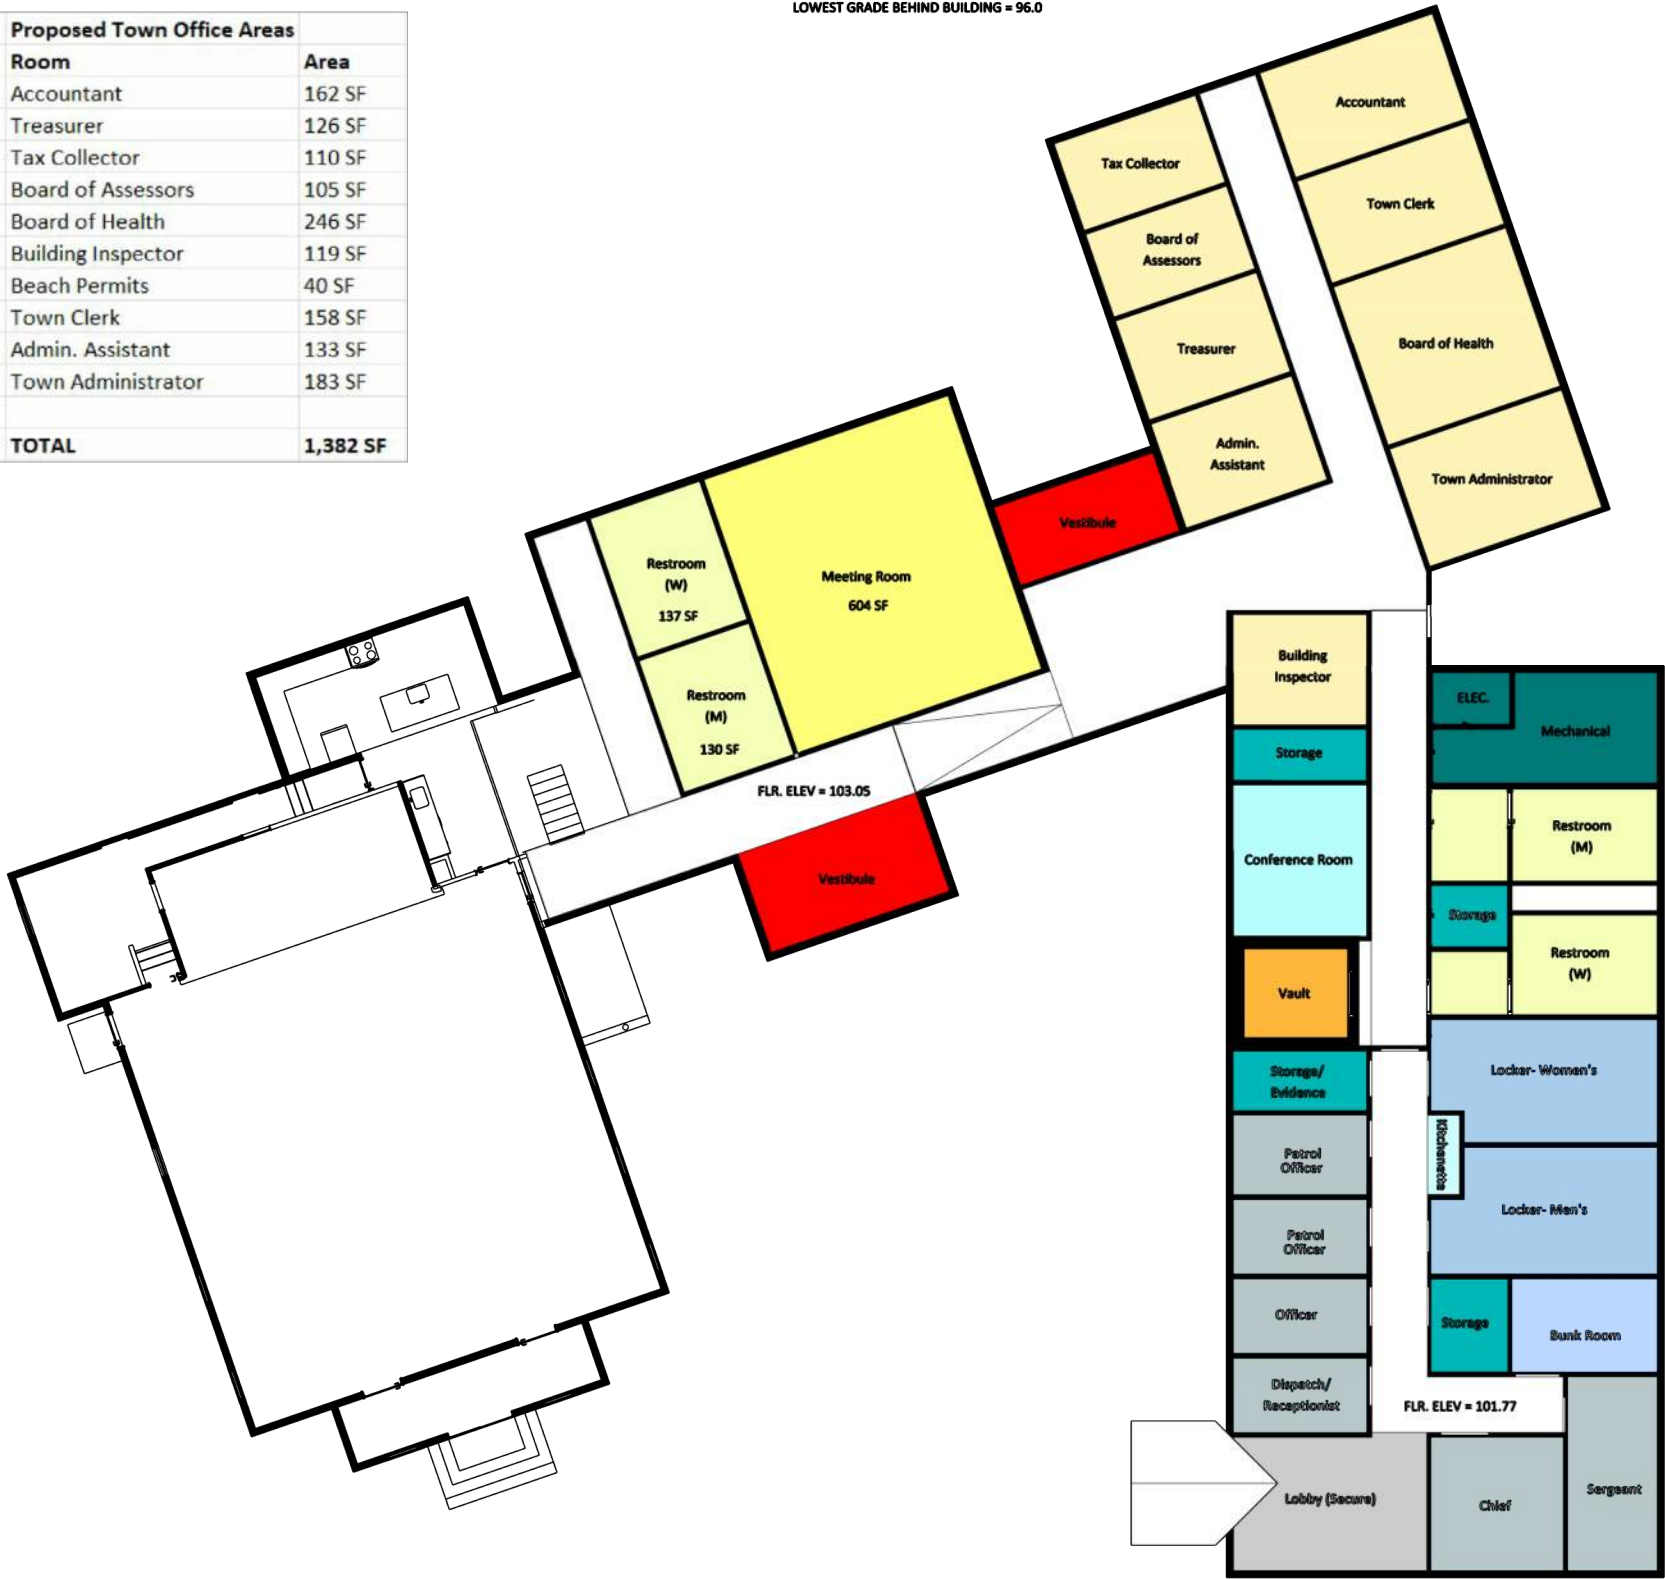 LOWEST GRADE BEHIND BUILDING = 96.0
Proposed Town Office Areas
Room Area
Accountant 162 SF
Treasurer 126 SF
Tax Collector 110 SF
Board of Assessors 105 SF
Board of Health 246 SF
Building Inspector 119 SF
Beach Permits 40 SF
Town Clerk 158 SF
Admin. Assistant 133 SF
Town Administrator 183 SF
TOTAL 1,382 SF
Accountant
Tax Collector
Town Clerk
Board of
Assessors
Treasurer
Board of Health
Admin.
Assistant
Town Administrator
Vestibule
Restroom
(W)
137 SF
Meeting Room
604 SF
Restroom
(M)
130 SF
FLR. ELEV = 103.05
Vestibule
Building
Inspector
Storage
Conference Room
Vault
Storage/
Evidence
Patrol
Officer
Patrol
Officer
Officer
Dispatch/
Receptionist
Lobby (Secure)
ELEC.
Mechanical
Restroom
(M)
Storage
Restroom
(W)
Locker- Women's
Kitchenette
Locker- Men's
Storage
Bunk Room
FLR. ELEV = 101.77
Chief
Sergeant